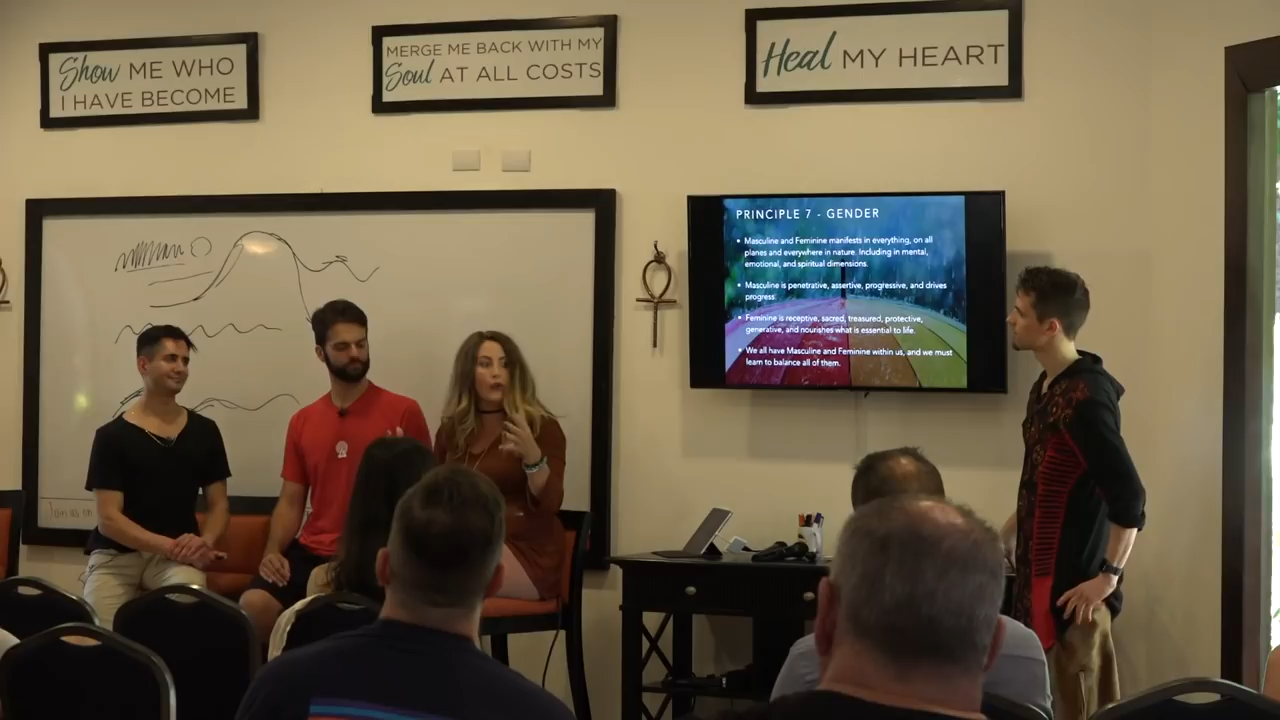 Show ME WHO
I HAVE BECOME
MERGE ME BACK WITH MY
Soul AT ALL COSTS
Heal MY HEART
PRINCIPLE 7 - GENDER
• Masculine and Feminine manifests in everything, on all
planes and everywhere in nature. Including in mental,
emotional, and spiritual dimensions.
• Masculine is penetrative, assertive, progressive, and drives
progress.
• Feminine is receptive, sacred, treasured, protective,
generative, and nourishes what is essential to life.
• We all have Masculine and Feminine within us, and we must
learn to balance all of them.
Join us on